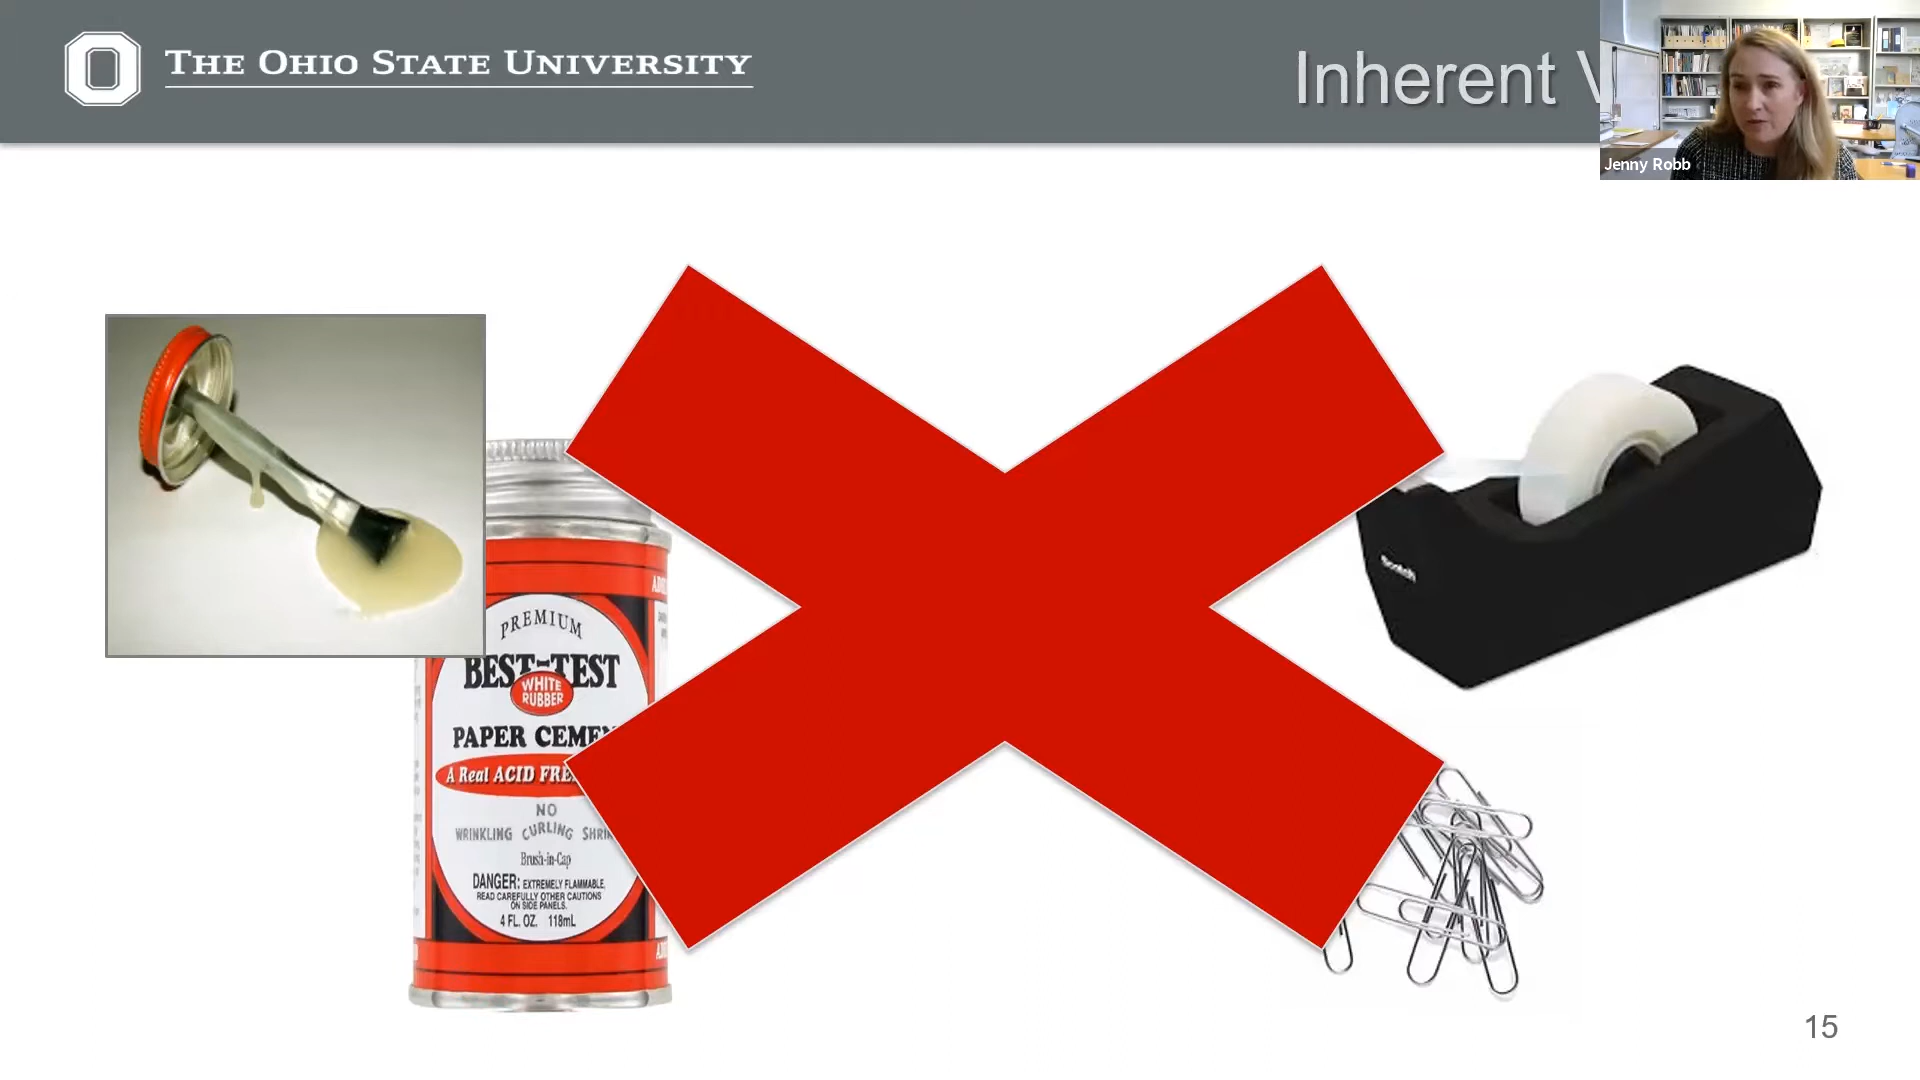 THE OHIO STATE UNIVERSITY
Inherent
Jenny Robb
PREMIUM
BEST-TEST
WHITE
RUBBER
PAPER CEMEN
A Real ACID FRE
NO
WRINKLING CURLING SHRIN
Brush-in-Cap
DANGER: EXTREMELY FLAMMABLE,
READ CAREFULLY OTHER CAUTIONS
ON SIDE PANELS.
4 FL. OZ. 118mL
Scotch
15